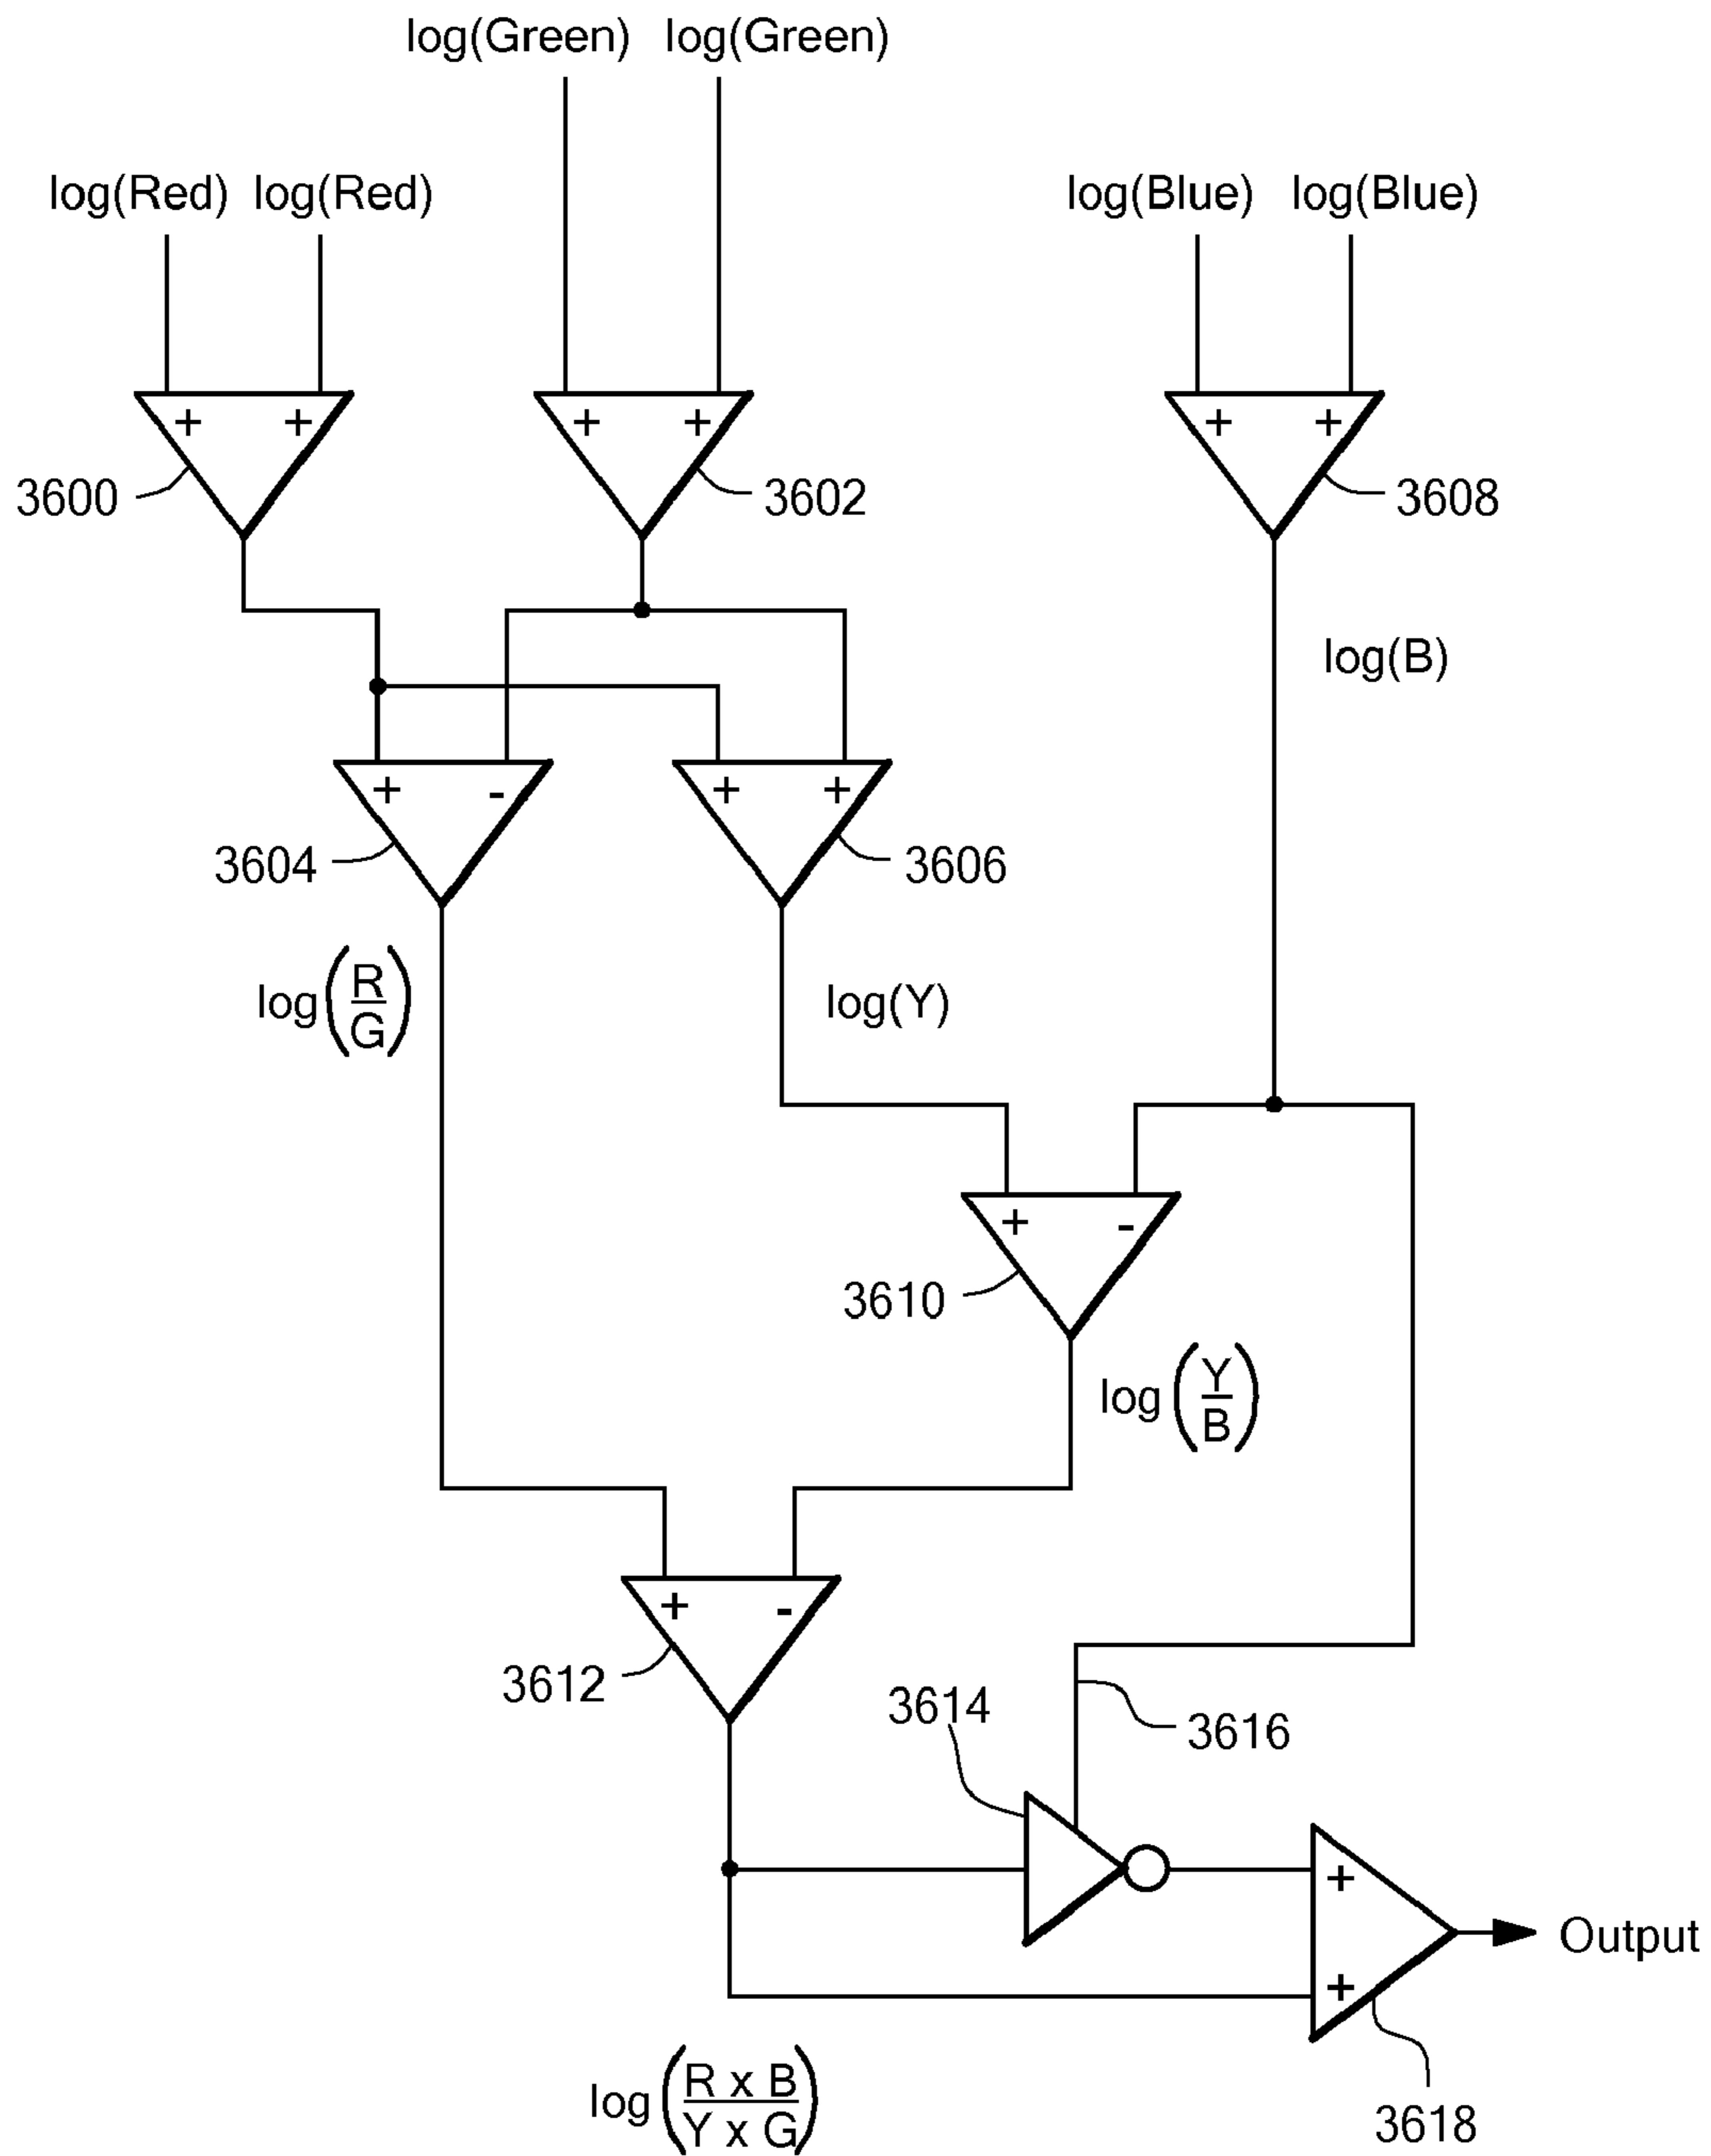 log(Green) log(Green)
log(Red) log(Red)
log(Blue) log(Blue)
+ +
+ +
+ +
3600
3602
3608
log(B)
+ -
+ +
3604
3606
log(R/G)
log(Y)
+ -
3610
log(Y/B)
+ -
3612
3614
3616
+
+
Output
log(R x B/Y x G)
3618